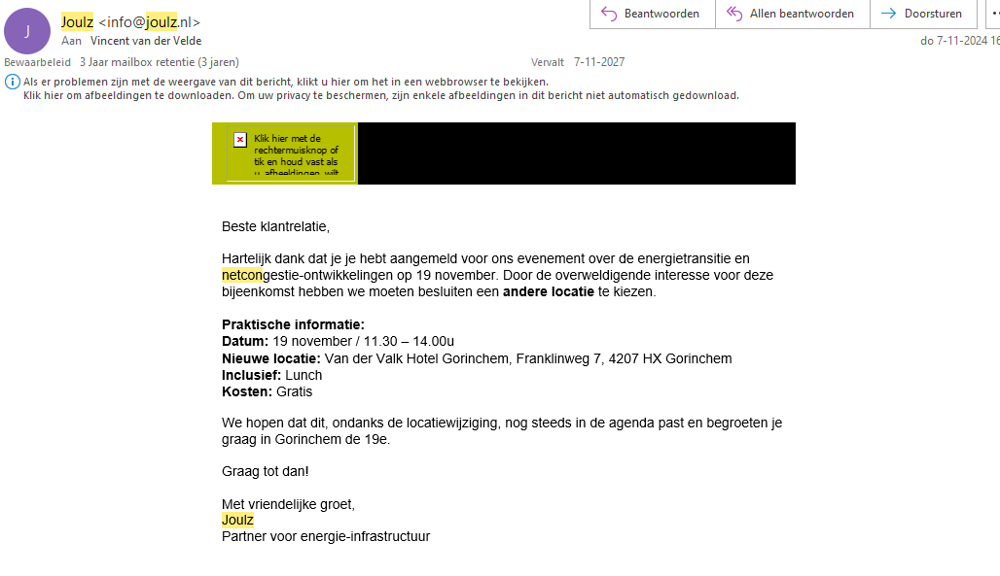 J
Joulz <info@joulz.nl>
Aan Vincent van der Velde
Beantwoorden
Allen beantwoorden
Doorsturen
do 7-11-2024 16
Bewaarbeleid 3 Jaar mailbox retentie (3 jaren)
Vervalt 7-11-2027
Als er problemen zijn met de weergave van dit bericht, klikt u hier om het in een webbrowser te bekijken.
Klik hier om afbeeldingen te downloaden. Om uw privacy te beschermen, zijn enkele afbeeldingen in dit bericht niet automatisch gedownload.
Klik hier met de
rechtermuisknop of
tik en houd vast als
u afbeeldingen wilt
Beste klantrelatie,
Hartelijk dank dat je je hebt aangemeld voor ons evenement over de energietransitie en
netcongestie-ontwikkelingen op 19 november. Door de overweldigende interesse voor deze
bijeenkomst hebben we moeten besluiten een andere locatie te kiezen.
Praktische informatie:
Datum: 19 november / 11.30 – 14.00u
Nieuwe locatie: Van der Valk Hotel Gorinchem, Franklinweg 7, 4207 HX Gorinchem
Inclusief: Lunch
Kosten: Gratis
We hopen dat dit, ondanks de locatiewijziging, nog steeds in de agenda past en begroeten je
graag in Gorinchem de 19e.
Graag tot dan!
Met vriendelijke groet,
Joulz
Partner voor energie-infrastructuur